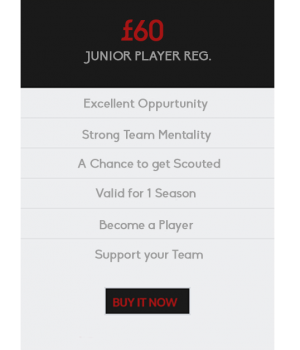 £60
JUNIOR PLAYER REG.
Excellent Oppurtunity
Strong Team Mentality
A Chance to get Scouted
Valid for 1 Season
Become a Player
Support your Team
BUY IT NOW